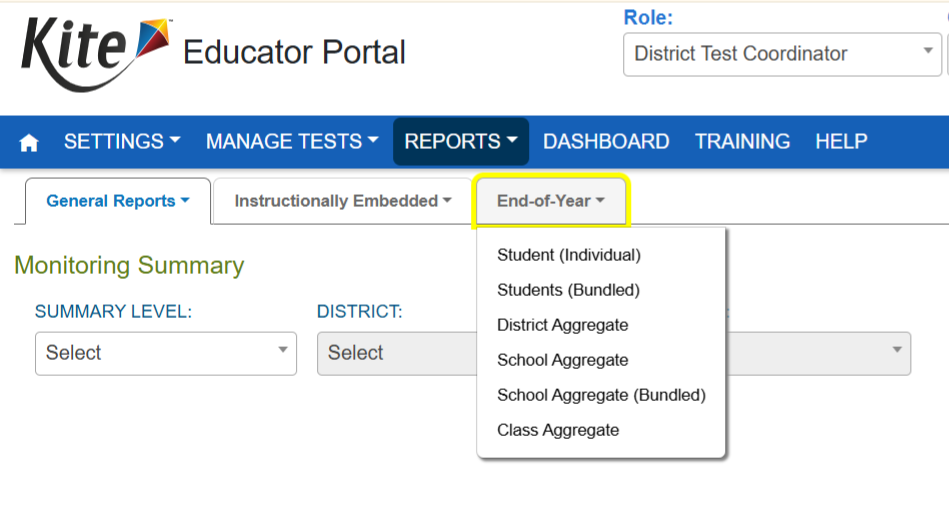 Kite Educator Portal
Role:
District Test Coordinator
SETTINGS MANAGE TESTS REPORTS DASHBOARD TRAINING HELP
General Reports Instructionally Embedded End-of-Year
Monitoring Summary
SUMMARY LEVEL: DISTRICT:
Select Select
Student (Individual)
Students (Bundled)
District Aggregate
School Aggregate
School Aggregate (Bundled)
Class Aggregate